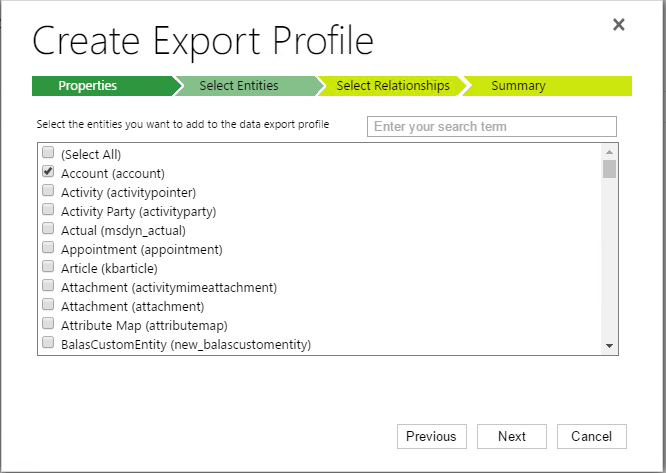 Create Export Profile
Properties Select Entities Select Relationships Summary
Select the entities you want to add to the data export profile Enter your search term
(Select All)
Account (account)
Activity (activitypointer)
Activity Party (activityparty)
Actual (msdyn_actual)
Appointment (appointment)
Article (kbarticle)
Attachment (activitymimeattachment)
Attachment (attachment)
Attribute Map (attributemap)
BalasCustomEntity (new_balascustomentity)
Previous Next Cancel